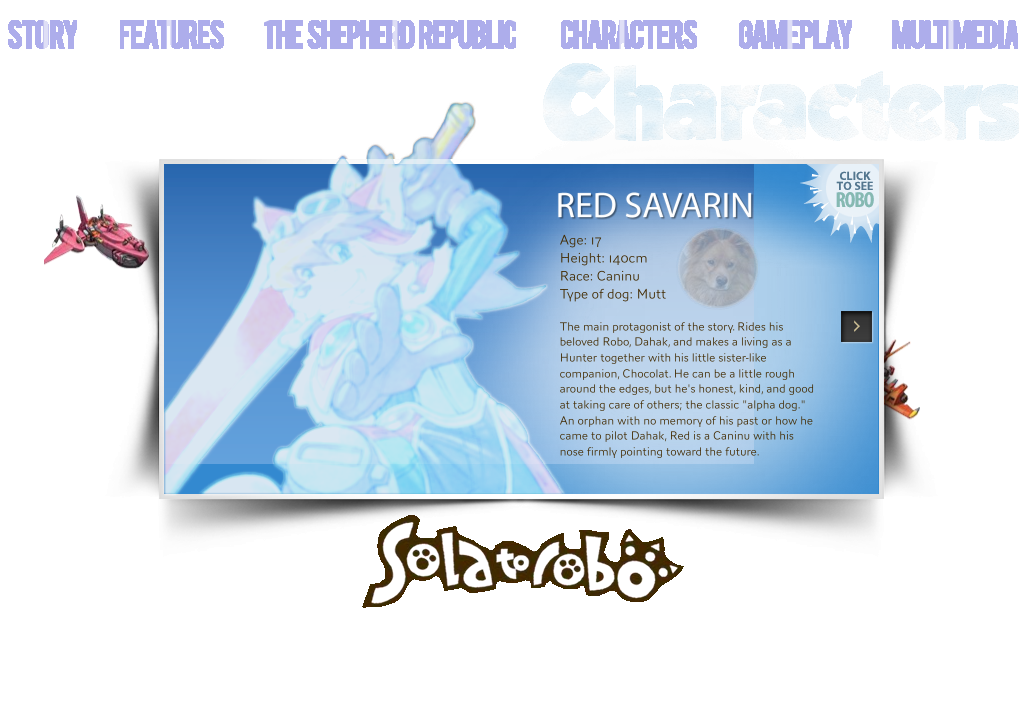 STORY FEATURES THE SHEPHERD REPUBLIC CHARACTERS GAMEPLAY MULTIMEDIA
Characters
CLICK
TO SEE
ROBO
RED SAVARIN
Age: 17
Height: 140cm
Race: Caninu
Type of dog: Mutt
The main protagonist of the story. Rides his
beloved Robo, Dahak, and makes a living as a
Hunter together with his little sister-like
companion, Chocolat. He can be a little rough
around the edges, but he's honest, kind, and good
at taking care of others; the classic "alpha dog."
An orphan with no memory of his past or how he
came to pilot Dahak, Red is a Caninu with his
nose firmly pointing toward the future.
Solatorobo